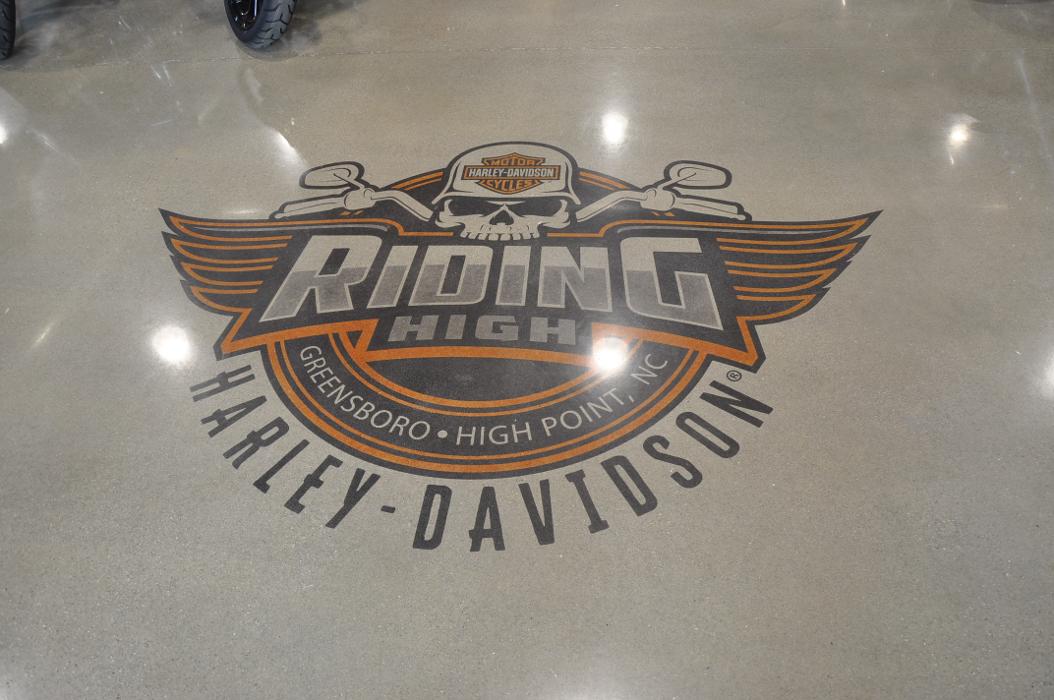 MOTOR
HARLEY-DAVIDSON
CYCLES
RIDING
HIGH
GREENSBORO • HIGH POINT, NC
HARLEY-DAVIDSON®